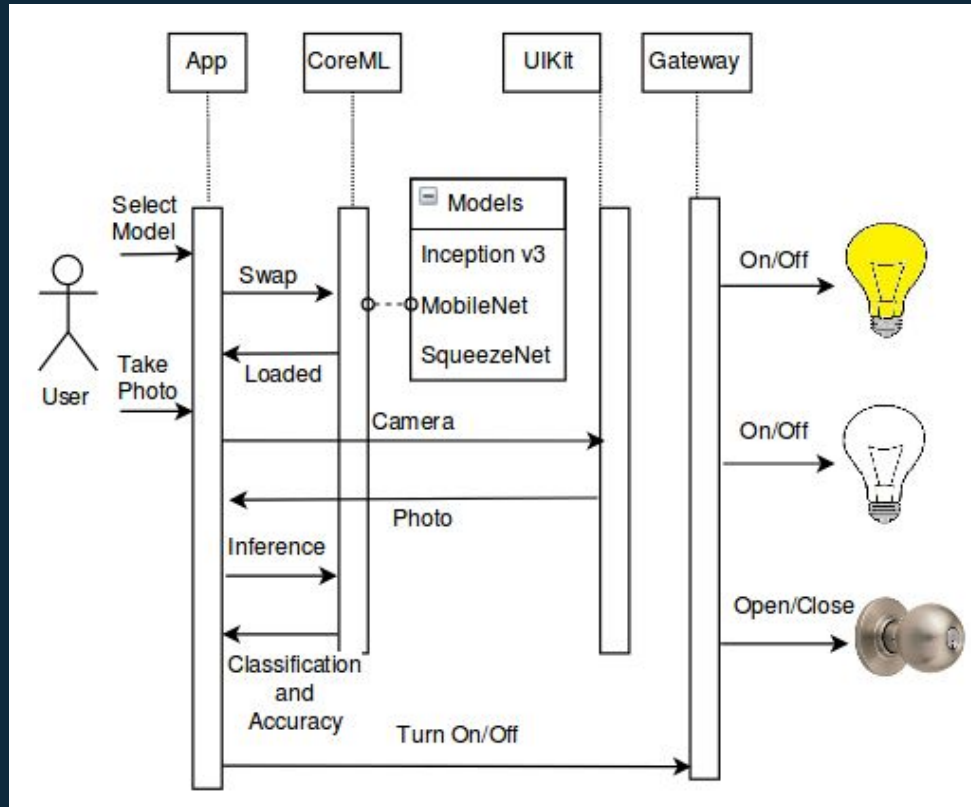 App
CoreML
UIKit
Gateway
Select
Model
Swap
Loaded
Take
Photo
User
Models
Inception v3
MobileNet
SqueezeNet
Camera
Photo
Inference
Classification
and
Accuracy
Turn On/Off
On/Off
On/Off
Open/Close